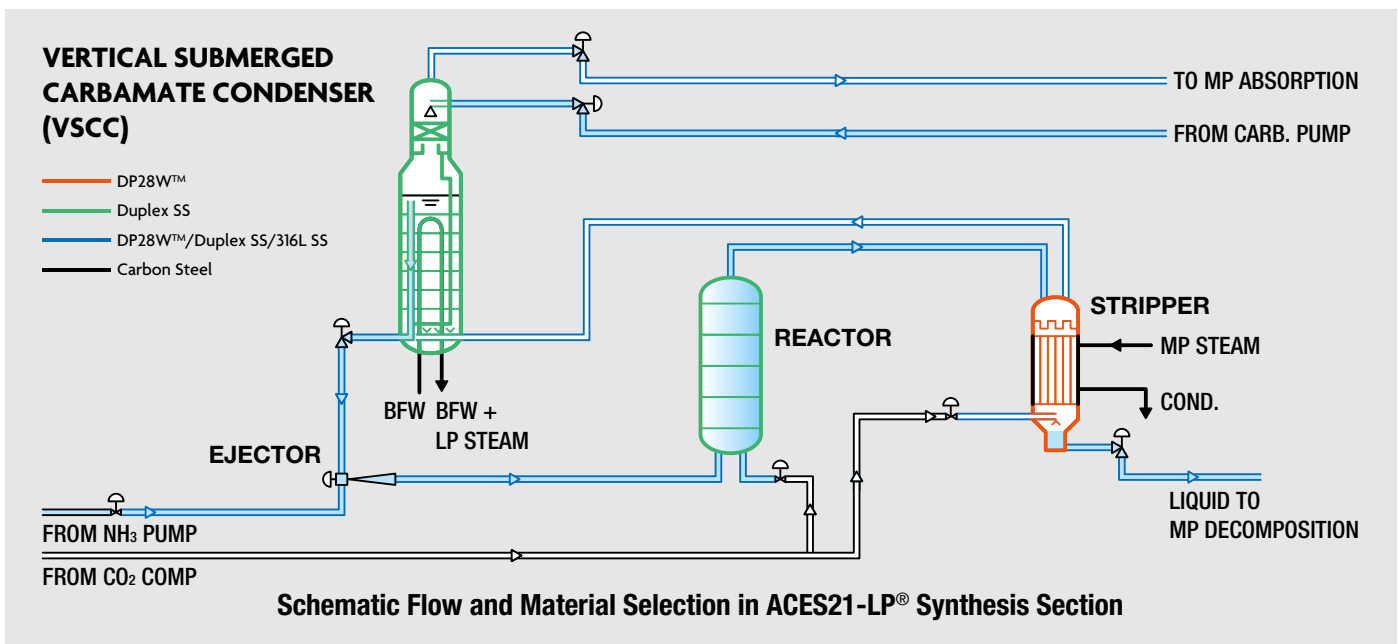 VERTICAL SUBMERGED
CARBAMATE CONDENSER
(VSCC)
DP28W™
Duplex SS
DP28W™/Duplex SS/316L SS
Carbon Steel
TO MP ABSORPTION
FROM CARB. PUMP
STRIPPER
REACTOR
MP STEAM
COND.
BFW
BFW +
LP STEAM
EJECTOR
LIQUID TO
MP DECOMPOSITION
FROM NH₃ PUMP
FROM CO₂ COMP
Schematic Flow and Material Selection in ACES21-LP® Synthesis Section